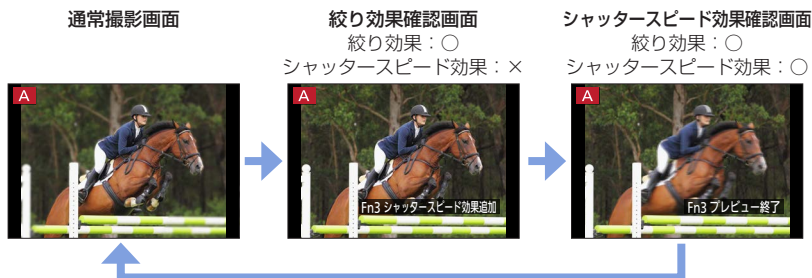 通常撮影画面
絞り効果確認画面
絞り効果：○
シャッタースピード効果：×
シャッタースピード効果確認画面
絞り効果：○
シャッタースピード効果：○
A
A
Fn3 シャッタースピード効果追加
A
Fn3 プレビュー終了